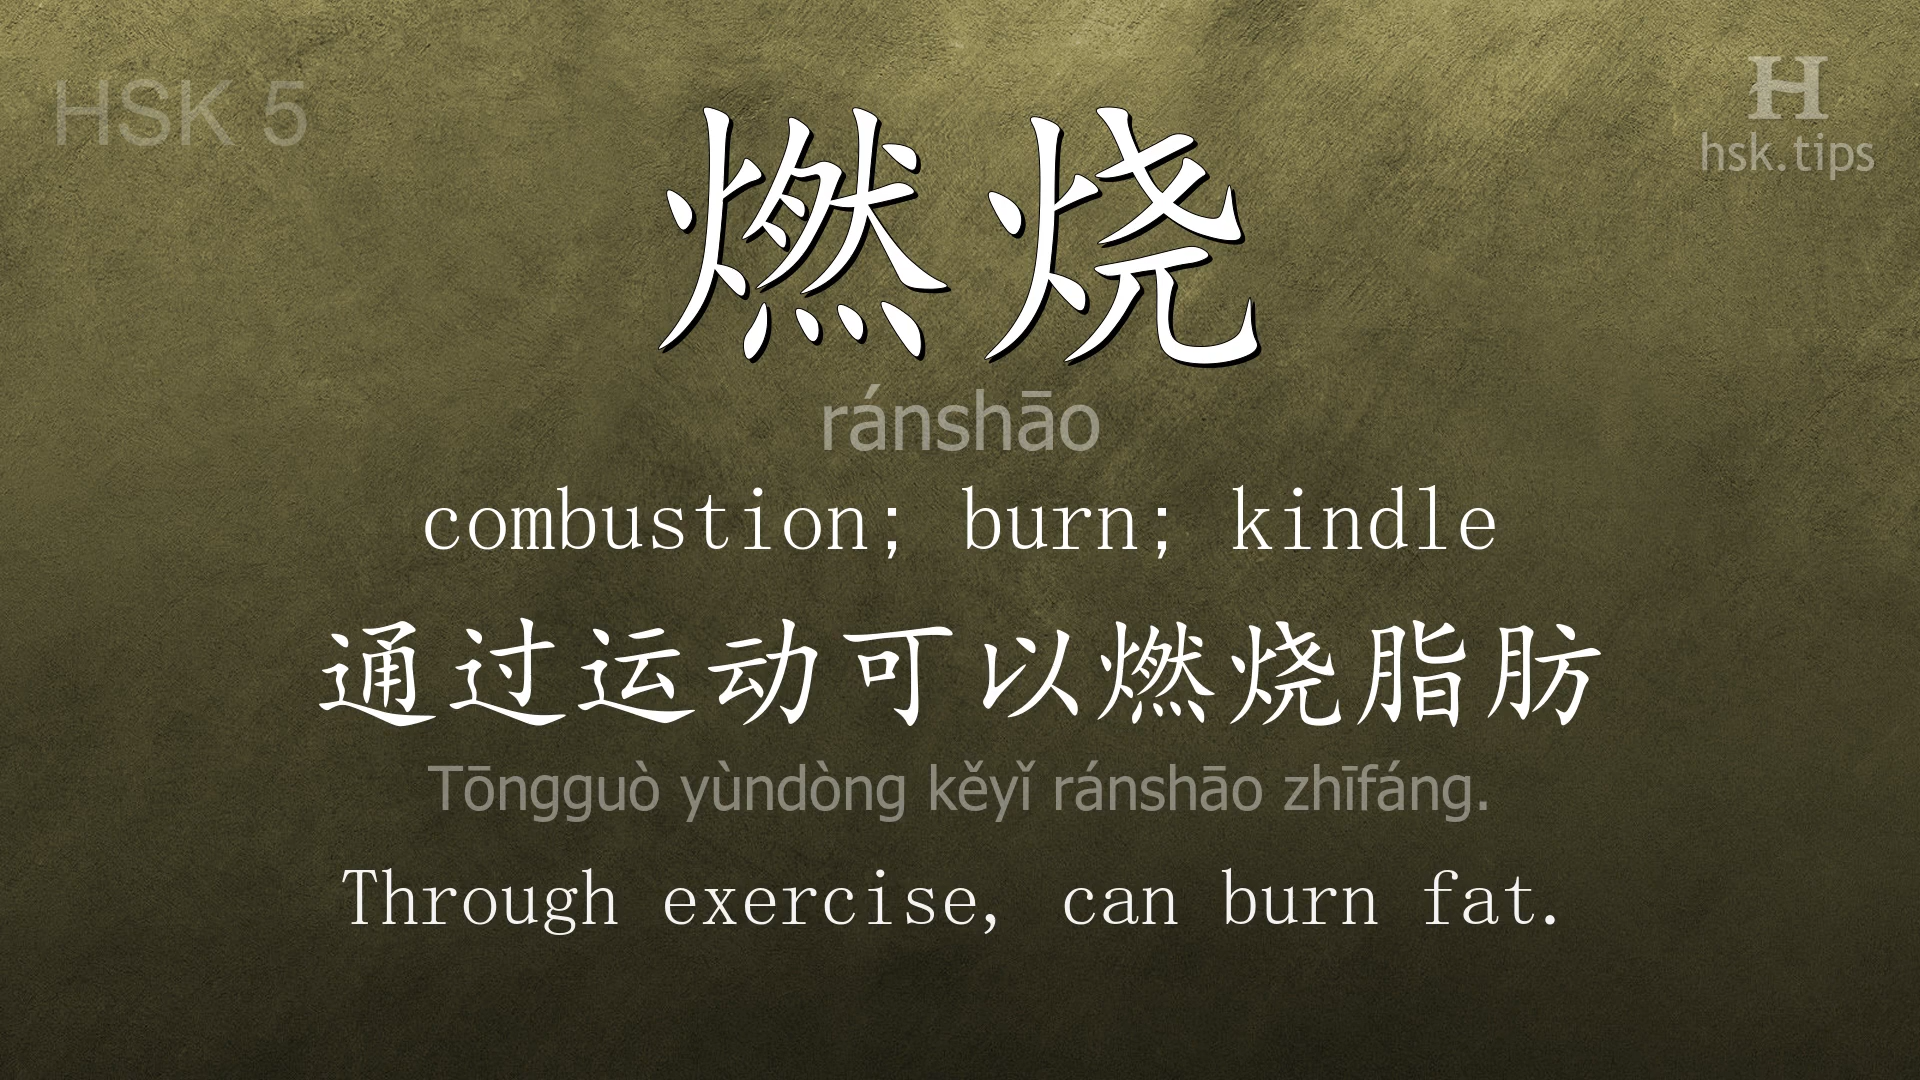 HSK 5
H
hsk.tips
燃烧
ránshāo
combustion; burn; kindle
通过运动可以燃烧脂肪
Tōngguò yùndòng kěyǐ ránshāo zhīfáng.
Through exercise, can burn fat.